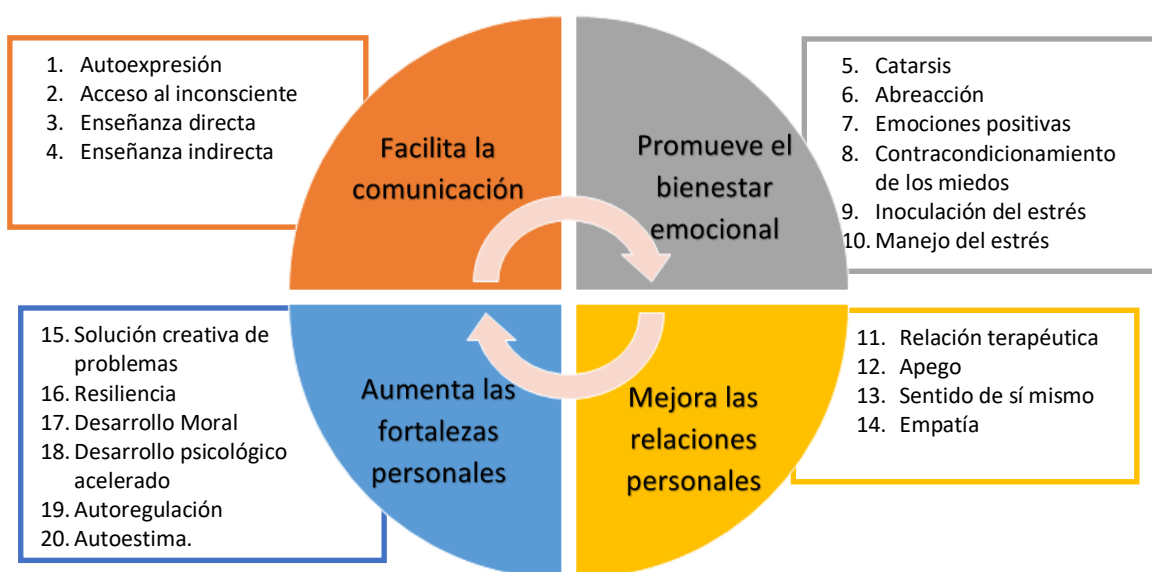 1. Autoexpresión
2. Acceso al inconsciente
3. Enseñanza directa
4. Enseñanza indirecta
Facilita la
comunicación
Promueve el
bienestar
emocional
5. Catarsis
6. Abreacción
7. Emociones positivas
8. Contracondicionamiento
de los miedos
9. Inoculación del estrés
10. Manejo del estrés
15. Solución creativa de
problemas
16. Resiliencia
17. Desarrollo Moral
18. Desarrollo psicológico
acelerado
19. Autoregulación
20. Autoestima.
Aumenta las
fortalezas
personales
Mejora las
relaciones
personales
11. Relación terapéutica
12. Apego
13. Sentido de sí mismo
14. Empatía